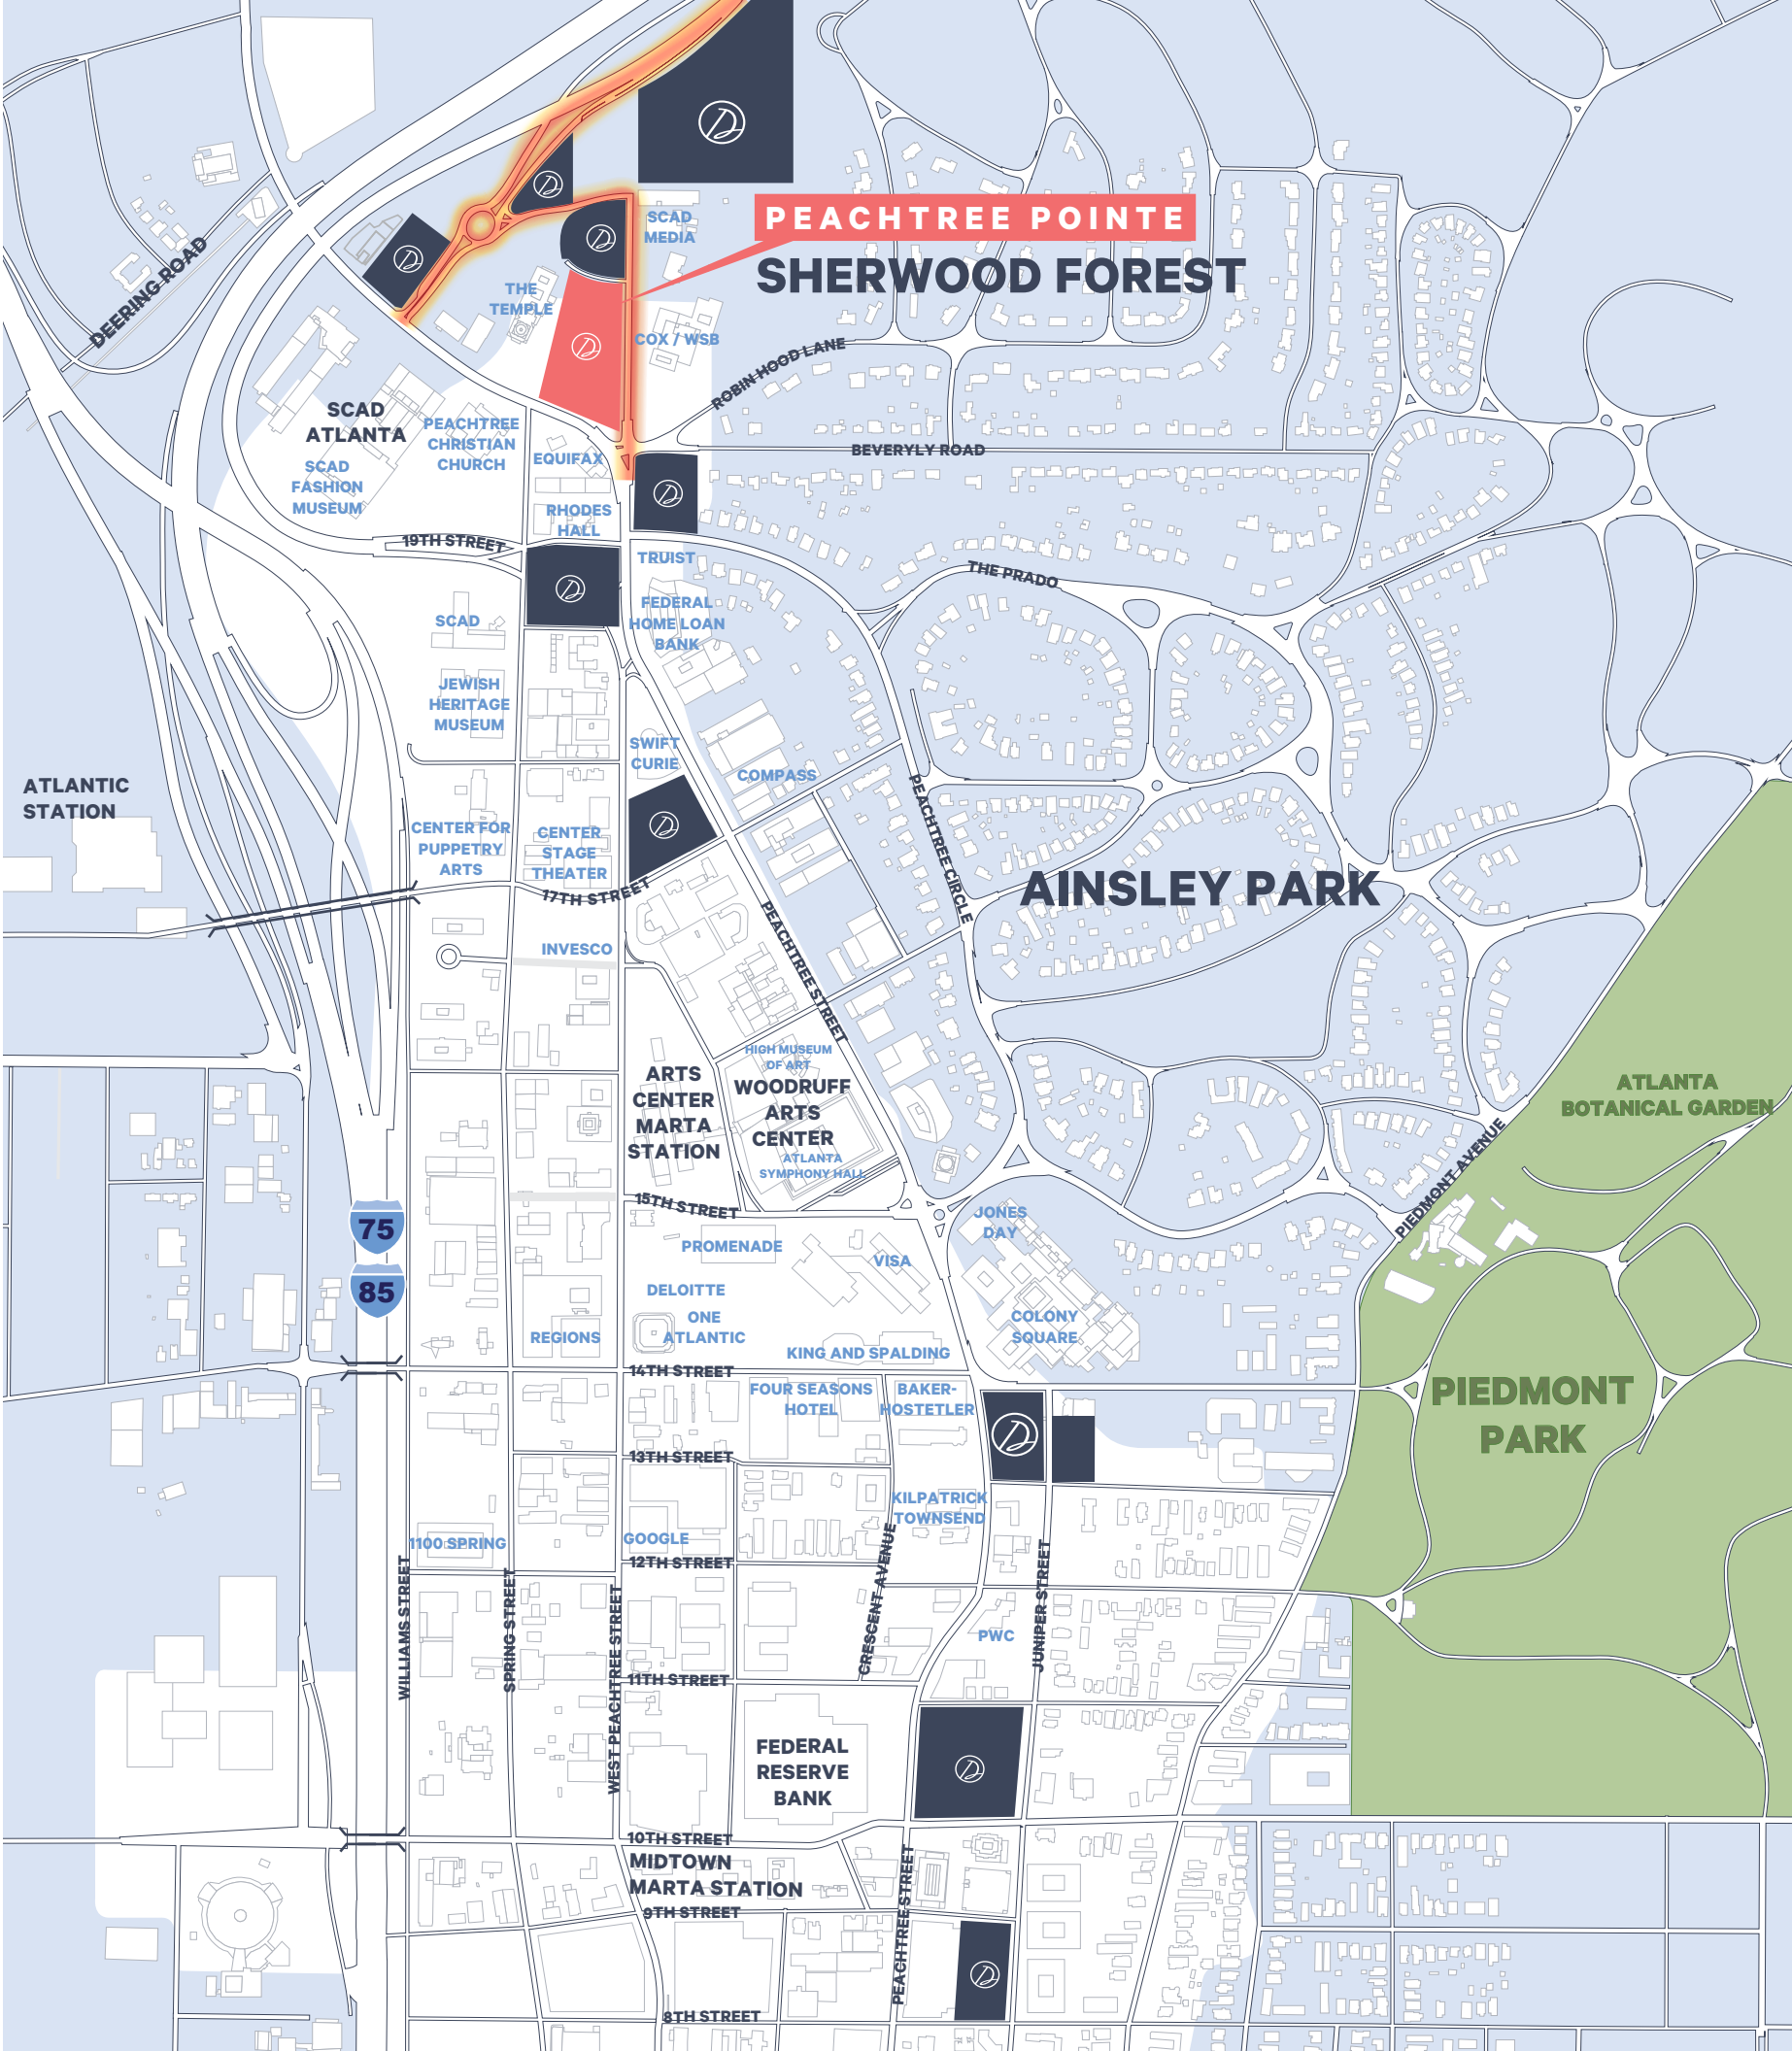 PEACHTREE POINTE
SHERWOOD FOREST
SCAD
MEDIA
THE
TEMPLE
COX / WSB
DEERING ROAD
ROBIN HOOD LANE
SCAD
ATLANTA
SCAD
FASHION
MUSEUM
PEACHTREE
CHRISTIAN
CHURCH
EQUIFAX
BEVERYLY ROAD
RHODES
HALL
19TH STREET
TRUIST
THE PRADO
FEDERAL
HOME LOAN
BANK
SCAD
JEWISH
HERITAGE
MUSEUM
SWIFT
CURIE
COMPASS
ATLANTIC
STATION
CENTER FOR
PUPPETRY
ARTS
CENTER
STAGE
THEATER
17TH STREET
PEACHTREE CIRCLE
AINSLEY PARK
PEACHTREE STREET
INVESCO
HIGH MUSEUM
OF ART
WOODRUFF
ARTS
CENTER
ATLANTA
SYMPHONY HALL
ARTS
CENTER
MARTA
STATION
ATLANTA
BOTANICAL GARDEN
PIEDMONT AVENUE
15TH STREET
75
85
JONES
DAY
PROMENADE
VISA
DELOITTE
ONE
ATLANTIC
REGIONS
COLONY
SQUARE
KING AND SPALDING
14TH STREET
FOUR SEASONS
HOTEL
BAKER-
HOSTETLER
PIEDMONT
PARK
13TH STREET
KILPATRICK
TOWNSEND
1100 SPRING
GOOGLE
12TH STREET
WILLIAMS STREET
SPRING STREET
WEST PEACHTREE STREET
CRESCENT AVENUE
JUNIPER STREET
PWC
11TH STREET
FEDERAL
RESERVE
BANK
10TH STREET
MIDTOWN
MARTA STATION
9TH STREET
PEACHTREE STREET
8TH STREET